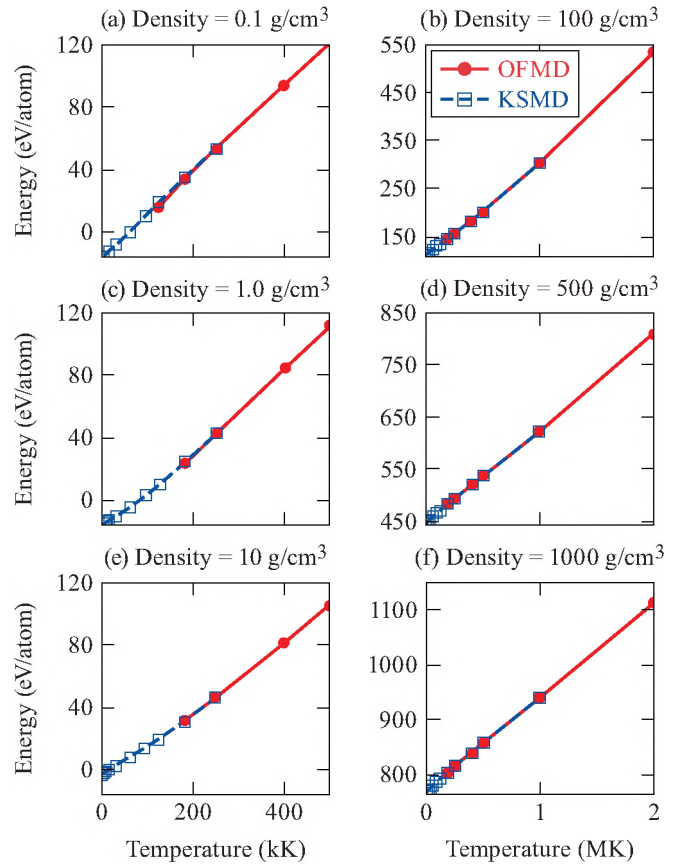 (a) Density = 0.1 eV/cm3
(b) Density = 100 g/cm3
120
80
40
0
Energy (eV/atom)
550
350
250
150
OFMD
KSMD
(c) Density = 1.0 g/cm3
(d) Density = 500 g/cm3
120
80
40
0
Energy (eV/atom)
850
750
650
550
450
(e) Density = 10 g/cm3
(f) Density = 1000 g/cm3
120
80
40
0
Energy (eV/atom)
0
200
400
Temperature (kK)
1100
1000
900
800
0
1
2
Temperature (MK)